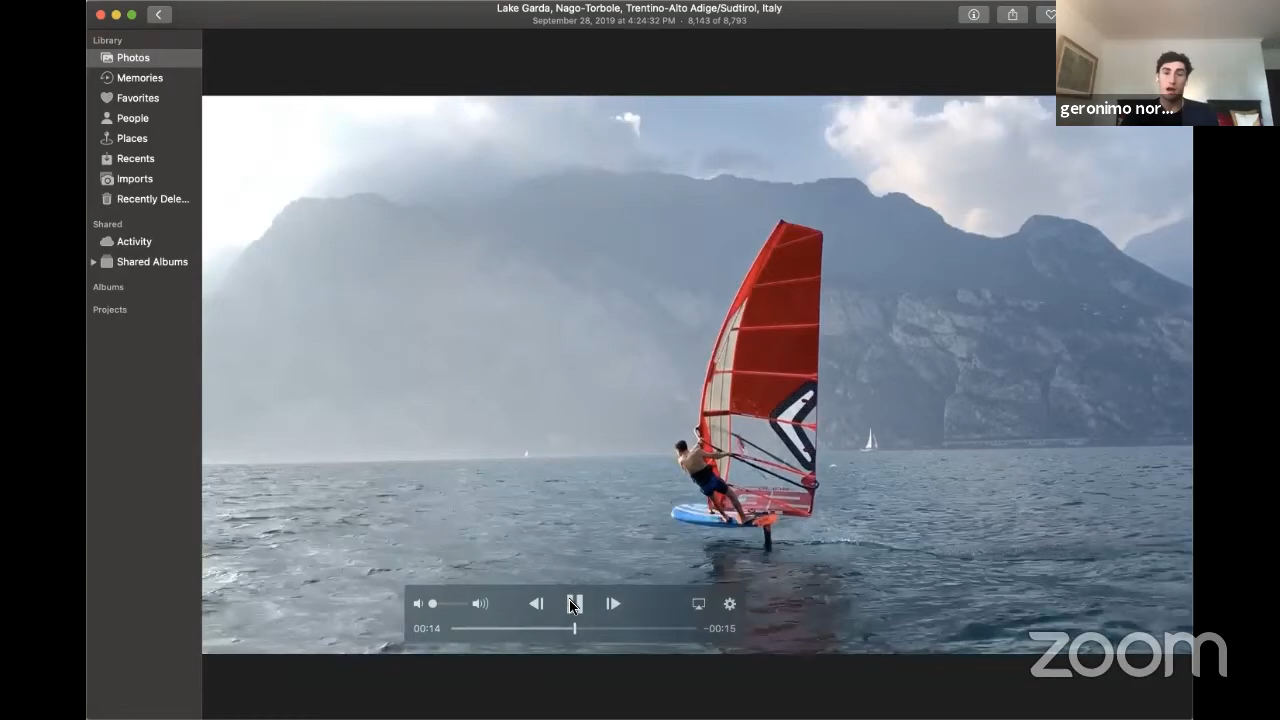 Lake Garda, Nago-Torbole, Trentino-Alto Adige/Sudtirol, Italy
September 28, 2019 at 4:24:32 PM · 8,143 of 8,793
geronimo nor...
Library
Photos
Memories
Favorites
People
Places
Recents
Imports
Recently Dele...
Shared
Activity
Shared Albums
Albums
Projects
00:14
-00:15
zoom